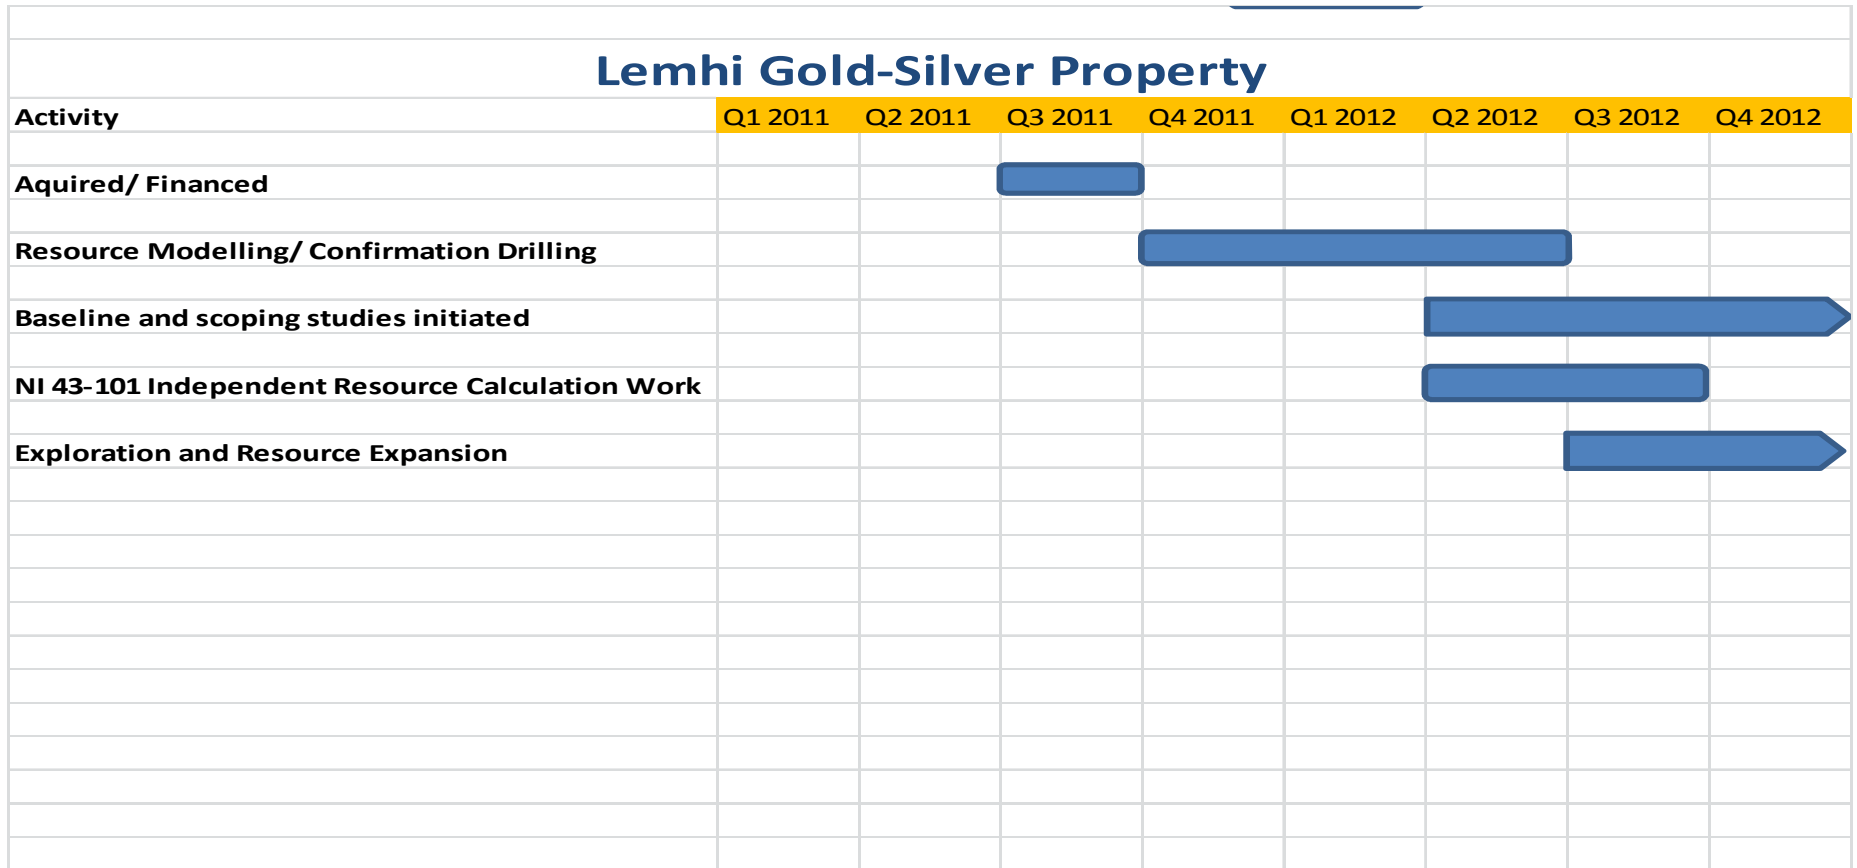 Lemhi Gold-Silver Property
Activity Q1 2011 Q2 2011 Q3 2011 Q4 2011 Q1 2012 Q2 2012 Q3 2012 Q4 2012
Aquired/ Financed
Resource Modelling/ Confirmation Drilling
Baseline and scoping studies initiated
NI 43-101 Independent Resource Calculation Work
Exploration and Resource Expansion